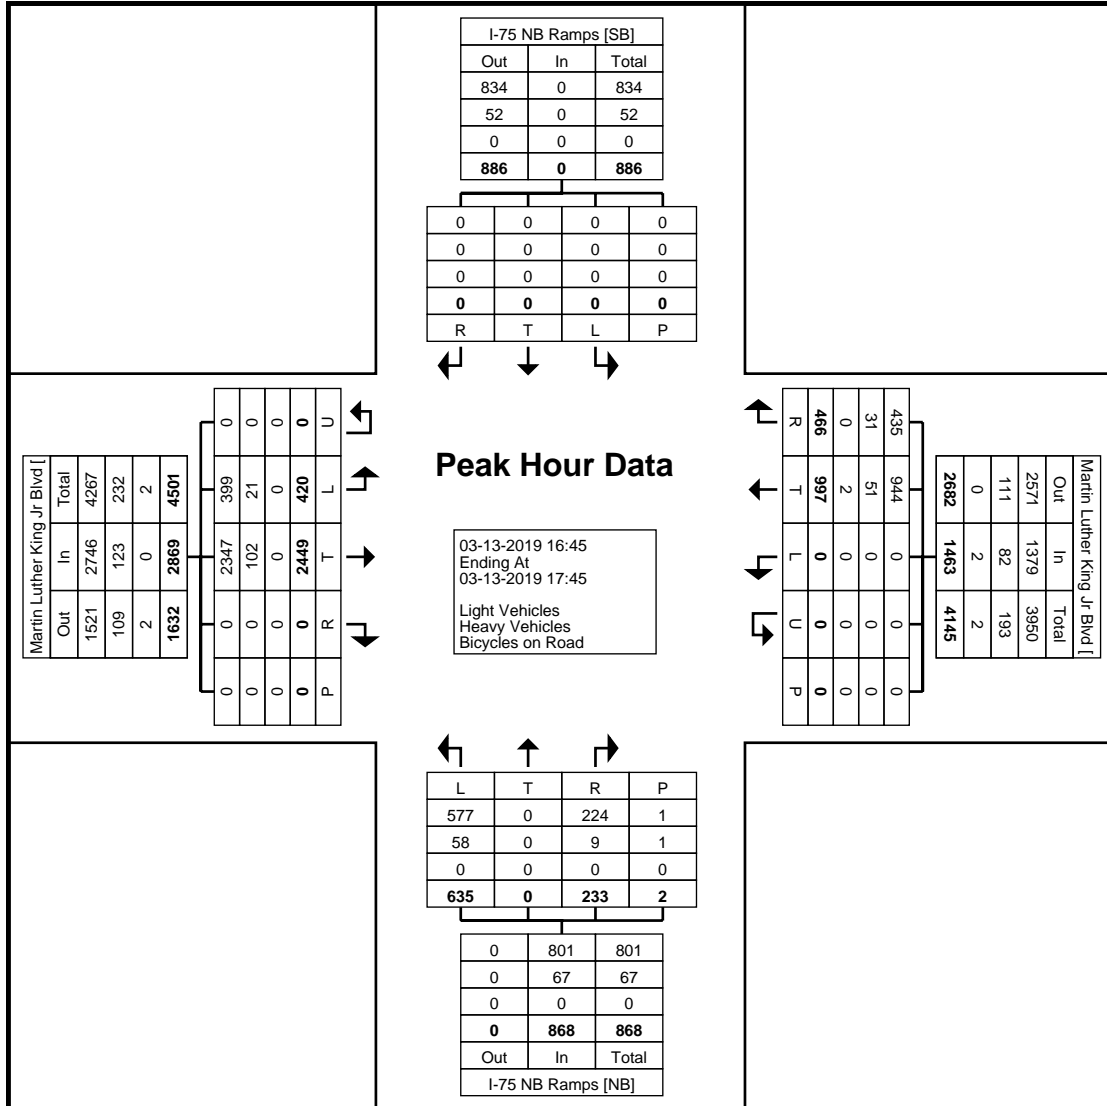 I-75 NB Ramps [SB]
Out In Total
834 0 834
52 0 52
0 0 0
886 0 886
0 0 0 0
0 0 0 0
0 0 0 0
0 0 0 0
R T L P
Martin Luther King Jr Blvd [
Total 4267 232 2 4501
In 2746 123 0 2869
Out 1521 109 2 1632
0 0 0 0 U
399 21 0 420 L
2347 102 0 2449 T
0 0 0 0 R
0 0 0 0 P
Peak Hour Data
03-13-2019 16:45
Ending At
03-13-2019 17:45
Light Vehicles
Heavy Vehicles
Bicycles on Road
R 466 0 31 435
T 997 2 51 944
L 0 0 0 0
U 0 0 0 0
P 0 0 0 0
Martin Luther King Jr Blvd [
2682 0 111 2571 Out
1463 2 82 1379 In
4145 2 193 3950 Total
L T R P
577 0 224 1
58 0 9 1
0 0 0 0
635 0 233 2
0 801 801
0 67 67
0 0 0
0 868 868
Out In Total
I-75 NB Ramps [NB]